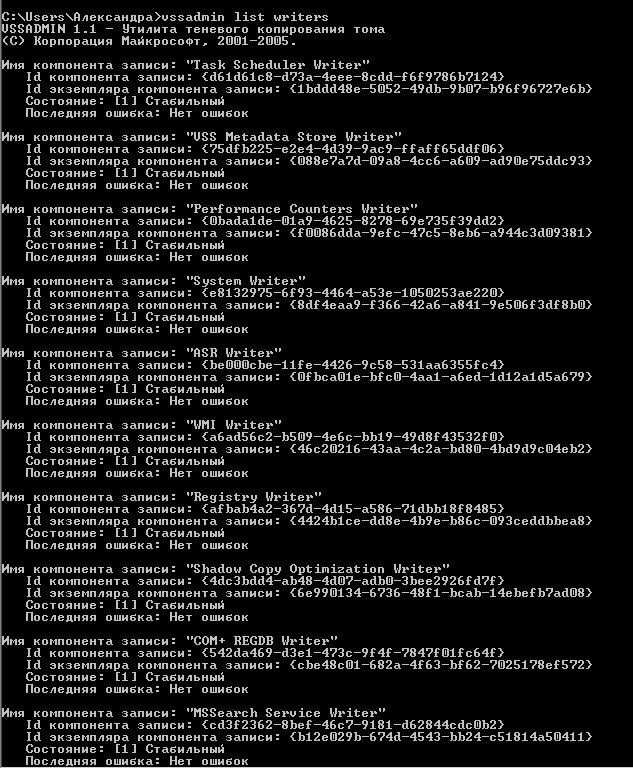 C:\Users\Александра>vssadmin list writers
VSSADMIN 1.1 - Утилита теневого копирования тома
(C) Корпорация Майкрософт, 2001-2005.
Имя компонента записи: "Task Scheduler Writer"
Id компонента записи: {d61d61c8-d73a-4eee-8cdd-f6f9786b7124}
Id экземпляра компонента записи: {1bddd48e-5052-49db-9b07-b96f96727e6b}
Состояние: [1] Стабильный
Последняя ошибка: Нет ошибок
Имя компонента записи: "VSS Metadata Store Writer"
Id компонента записи: {75dfb225-e2e4-4d39-9ac9-ffaff65ddf06}
Id экземпляра компонента записи: {088e7a7d-09a8-4cc6-a609-ad90e75ddc93}
Состояние: [1] Стабильный
Последняя ошибка: Нет ошибок
Имя компонента записи: "Performance Counters Writer"
Id компонента записи: {0bada1de-01a9-4625-8278-69e735f39dd2}
Id экземпляра компонента записи: {f0086dda-9efc-47c5-8eb6-a944c3d09381}
Состояние: [1] Стабильный
Последняя ошибка: Нет ошибок
Имя компонента записи: "System Writer"
Id компонента записи: {e8132975-6f93-4464-a53e-1050253ae220}
Id экземпляра компонента записи: {8df4eaa9-f366-42a6-a841-9e506f3df8b0}
Состояние: [1] Стабильный
Последняя ошибка: Нет ошибок
Имя компонента записи: "ASR Writer"
Id компонента записи: {be000cbe-11fe-4426-9c58-531aa6355fc4}
Id экземпляра компонента записи: {0fbca01e-bfc0-4aa1-a6ed-1d12a1d5a679}
Состояние: [1] Стабильный
Последняя ошибка: Нет ошибок
Имя компонента записи: "WMI Writer"
Id компонента записи: {a6ad56c2-b509-4e6c-bb19-49d8f43532f0}
Id экземпляра компонента записи: {46c20216-43aa-4c2a-bd80-4bd9d9c04eb2}
Состояние: [1] Стабильный
Последняя ошибка: Нет ошибок
Имя компонента записи: "Registry Writer"
Id компонента записи: {afbab4a2-367d-4d15-a586-71dbb18f8485}
Id экземпляра компонента записи: {4424b1ce-dd8e-4b9e-b86c-093ceddbbea8}
Состояние: [1] Стабильный
Последняя ошибка: Нет ошибок
Имя компонента записи: "Shadow Copy Optimization Writer"
Id компонента записи: {4dc3bdd4-ab48-4d07-adb0-3bee2926fd7f}
Id экземпляра компонента записи: {6e990134-6736-48f1-bcab-14ebefb7ad08}
Состояние: [1] Стабильный
Последняя ошибка: Нет ошибок
Имя компонента записи: "COM+ REGDB Writer"
Id компонента записи: {542da469-d3e1-473c-9f4f-7847f01fc64f}
Id экземпляра компонента записи: {cbe48c01-682a-4f63-bf62-7025178ef572}
Состояние: [1] Стабильный
Последняя ошибка: Нет ошибок
Имя компонента записи: "MSSearch Service Writer"
Id компонента записи: {cd3f2362-8bef-46c7-9181-d62844cdc0b2}
Id экземпляра компонента записи: {b12e029b-674d-4543-bb24-c51814a50411}
Состояние: [1] Стабильный
Последняя ошибка: Нет ошибок